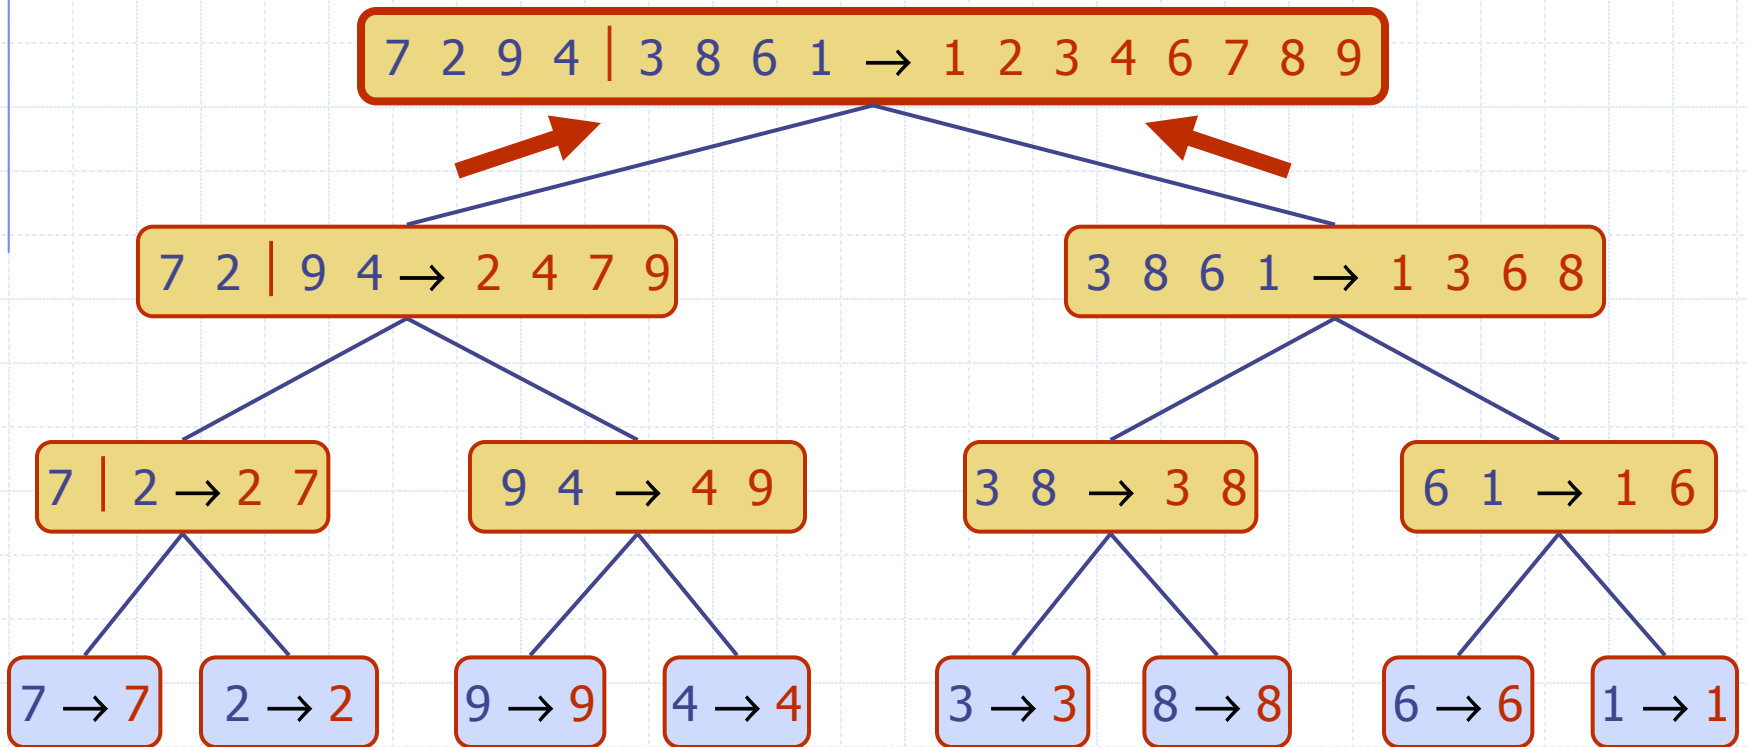 7 2 9 4 | 3 8 6 1 → 1 2 3 4 6 7 8 9
7 2 | 9 4 → 2 4 7 9
3 8 6 1 → 1 3 6 8
7 | 2 → 2 7
9 4 → 4 9
3 8 → 3 8
6 1 → 1 6
7 → 7
2 → 2
9 → 9
4 → 4
3 → 3
8 → 8
6 → 6
1 → 1